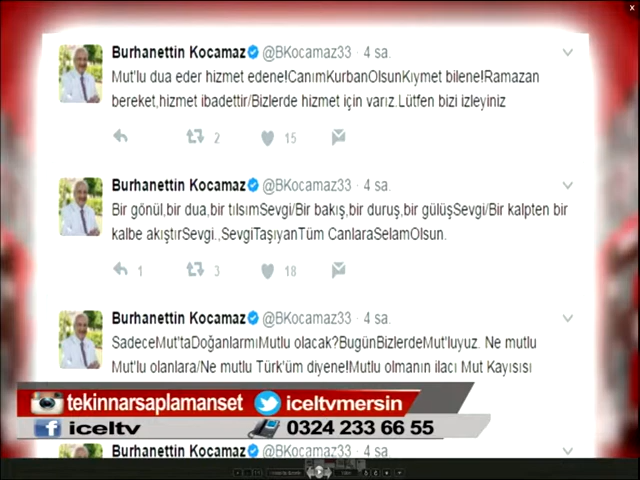 Burhanettin Kocamaz @BKocamaz33 · 4 sa.
Mut'lu dua eder hizmet edene!CanımKurbanOlsunKıymet bilene!Ramazan
bereket,hizmet ibadettir/Bizlerde hizmet için varız.Lütfen bizi izleyiniz
2 15
Burhanettin Kocamaz @BKocamaz33 · 4 sa.
Bir gönül,bir dua,bir tılsımSevgi/Bir bakış,bir duruş,bir gülüşSevgi/Bir kalpten bir
kalbe akıştırSevgi.,SevgiTaşıyanTüm CanlaraSelamOlsun.
1 3 18
Burhanettin Kocamaz @BKocamaz33 · 4 sa.
SadeceMut'taDoğanlarmıMutlu olacak?BugünBizlerdeMut'luyuz. Ne mutlu
Mut'lu olanlara/Ne mutlu Türk'üm diyene!Mutlu olmanın ilacı Mut Kayısısı
tekinnarsaplamanset iceltvmersin
iceltv 0324 233 66 55
Burhanettin Kocamaz @BKocamaz33 · 4 sa.